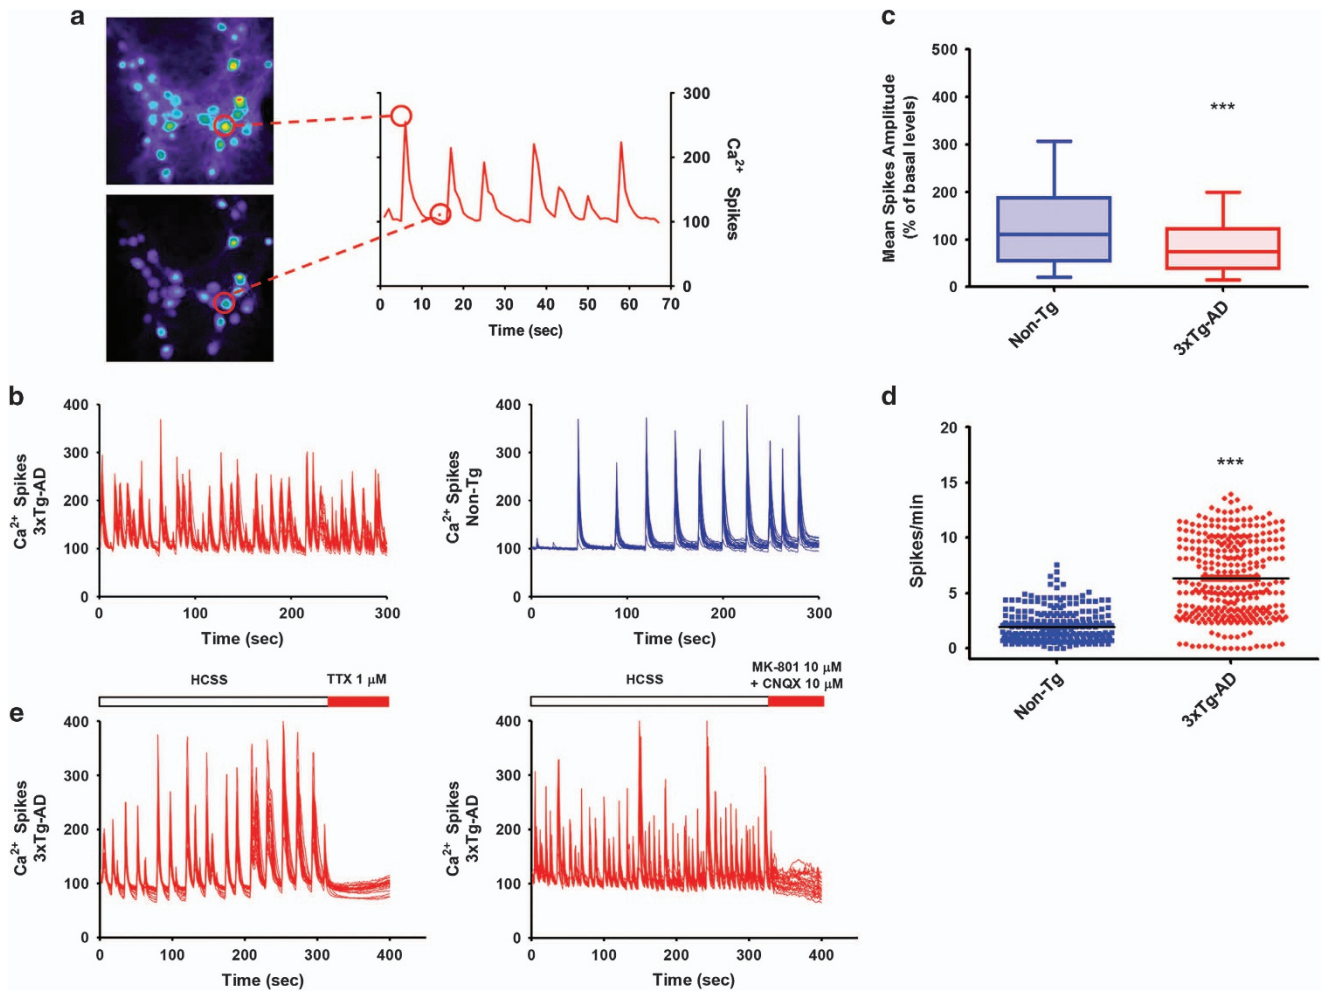 a
300
200
100
0
Ca2+ Spikes
0 10 20 30 40 50 60 70
Time (sec)
c
500
400
300
200
100
0
Mean Spikes Amplitude
(% of basal levels)
***
Non-Tg
3xTg-AD
b
400
300
200
100
0
Ca2+ Spikes
3xTg-AD
0 100 200 300
Time (sec)
400
300
200
100
0
Ca2+ Spikes
Non-Tg
0 100 200 300
Time (sec)
d
20
15
10
5
0
Spikes/min
***
Non-Tg
3xTg-AD
e
HCSS
TTX 1 μM
400
300
200
100
0
Ca2+ Spikes
3xTg-AD
0 100 200 300 400
Time (sec)
HCSS
MK-801 10 μM
+ CNQX 10 μM
400
300
200
100
0
Ca2+ Spikes
3xTg-AD
0 100 200 300 400
Time (sec)